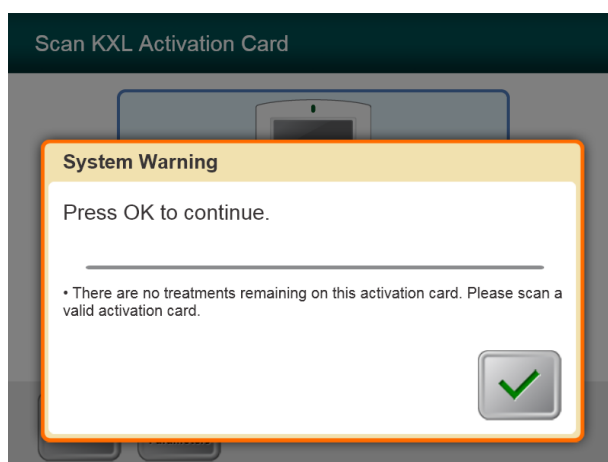 Scan KXL Activation Card
System Warning
Press OK to continue.
• There are no treatments remaining on this activation card. Please scan a
valid activation card.